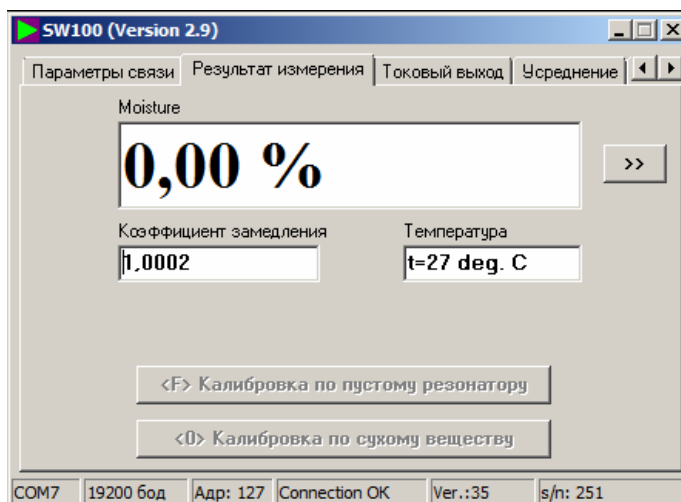 SW100 (Version 2.9)
Параметры связи Результат измерения Токовый выход Усреднение
Moisture
0,00 %
>>
Коэффициент замедления Температура
1,0002 t=27 deg. C
<F> Калибровка по пустому резонатору
<0> Калибровка по сухому веществу
COM7 19200 бод Адр: 127 Connection OK Ver.:35 s/n: 251